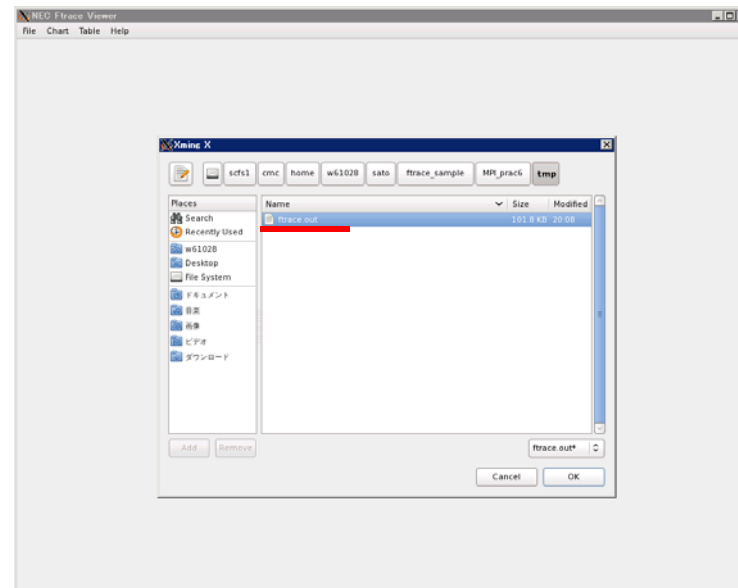 NEC Ftrace Viewer
File Chart Table Help
Xming X
scfs1 cmc home w61028 sato ftrace_sample MPI_prac6 tmp
Places
Name Size Modified
Search
ftrace.out 101.8 KB 20:08
Recently Used
w61028
Desktop
File System
ドキュメント
音楽
画像
ビデオ
ダウンロード
Add Remove
ftrace.out*
Cancel OK